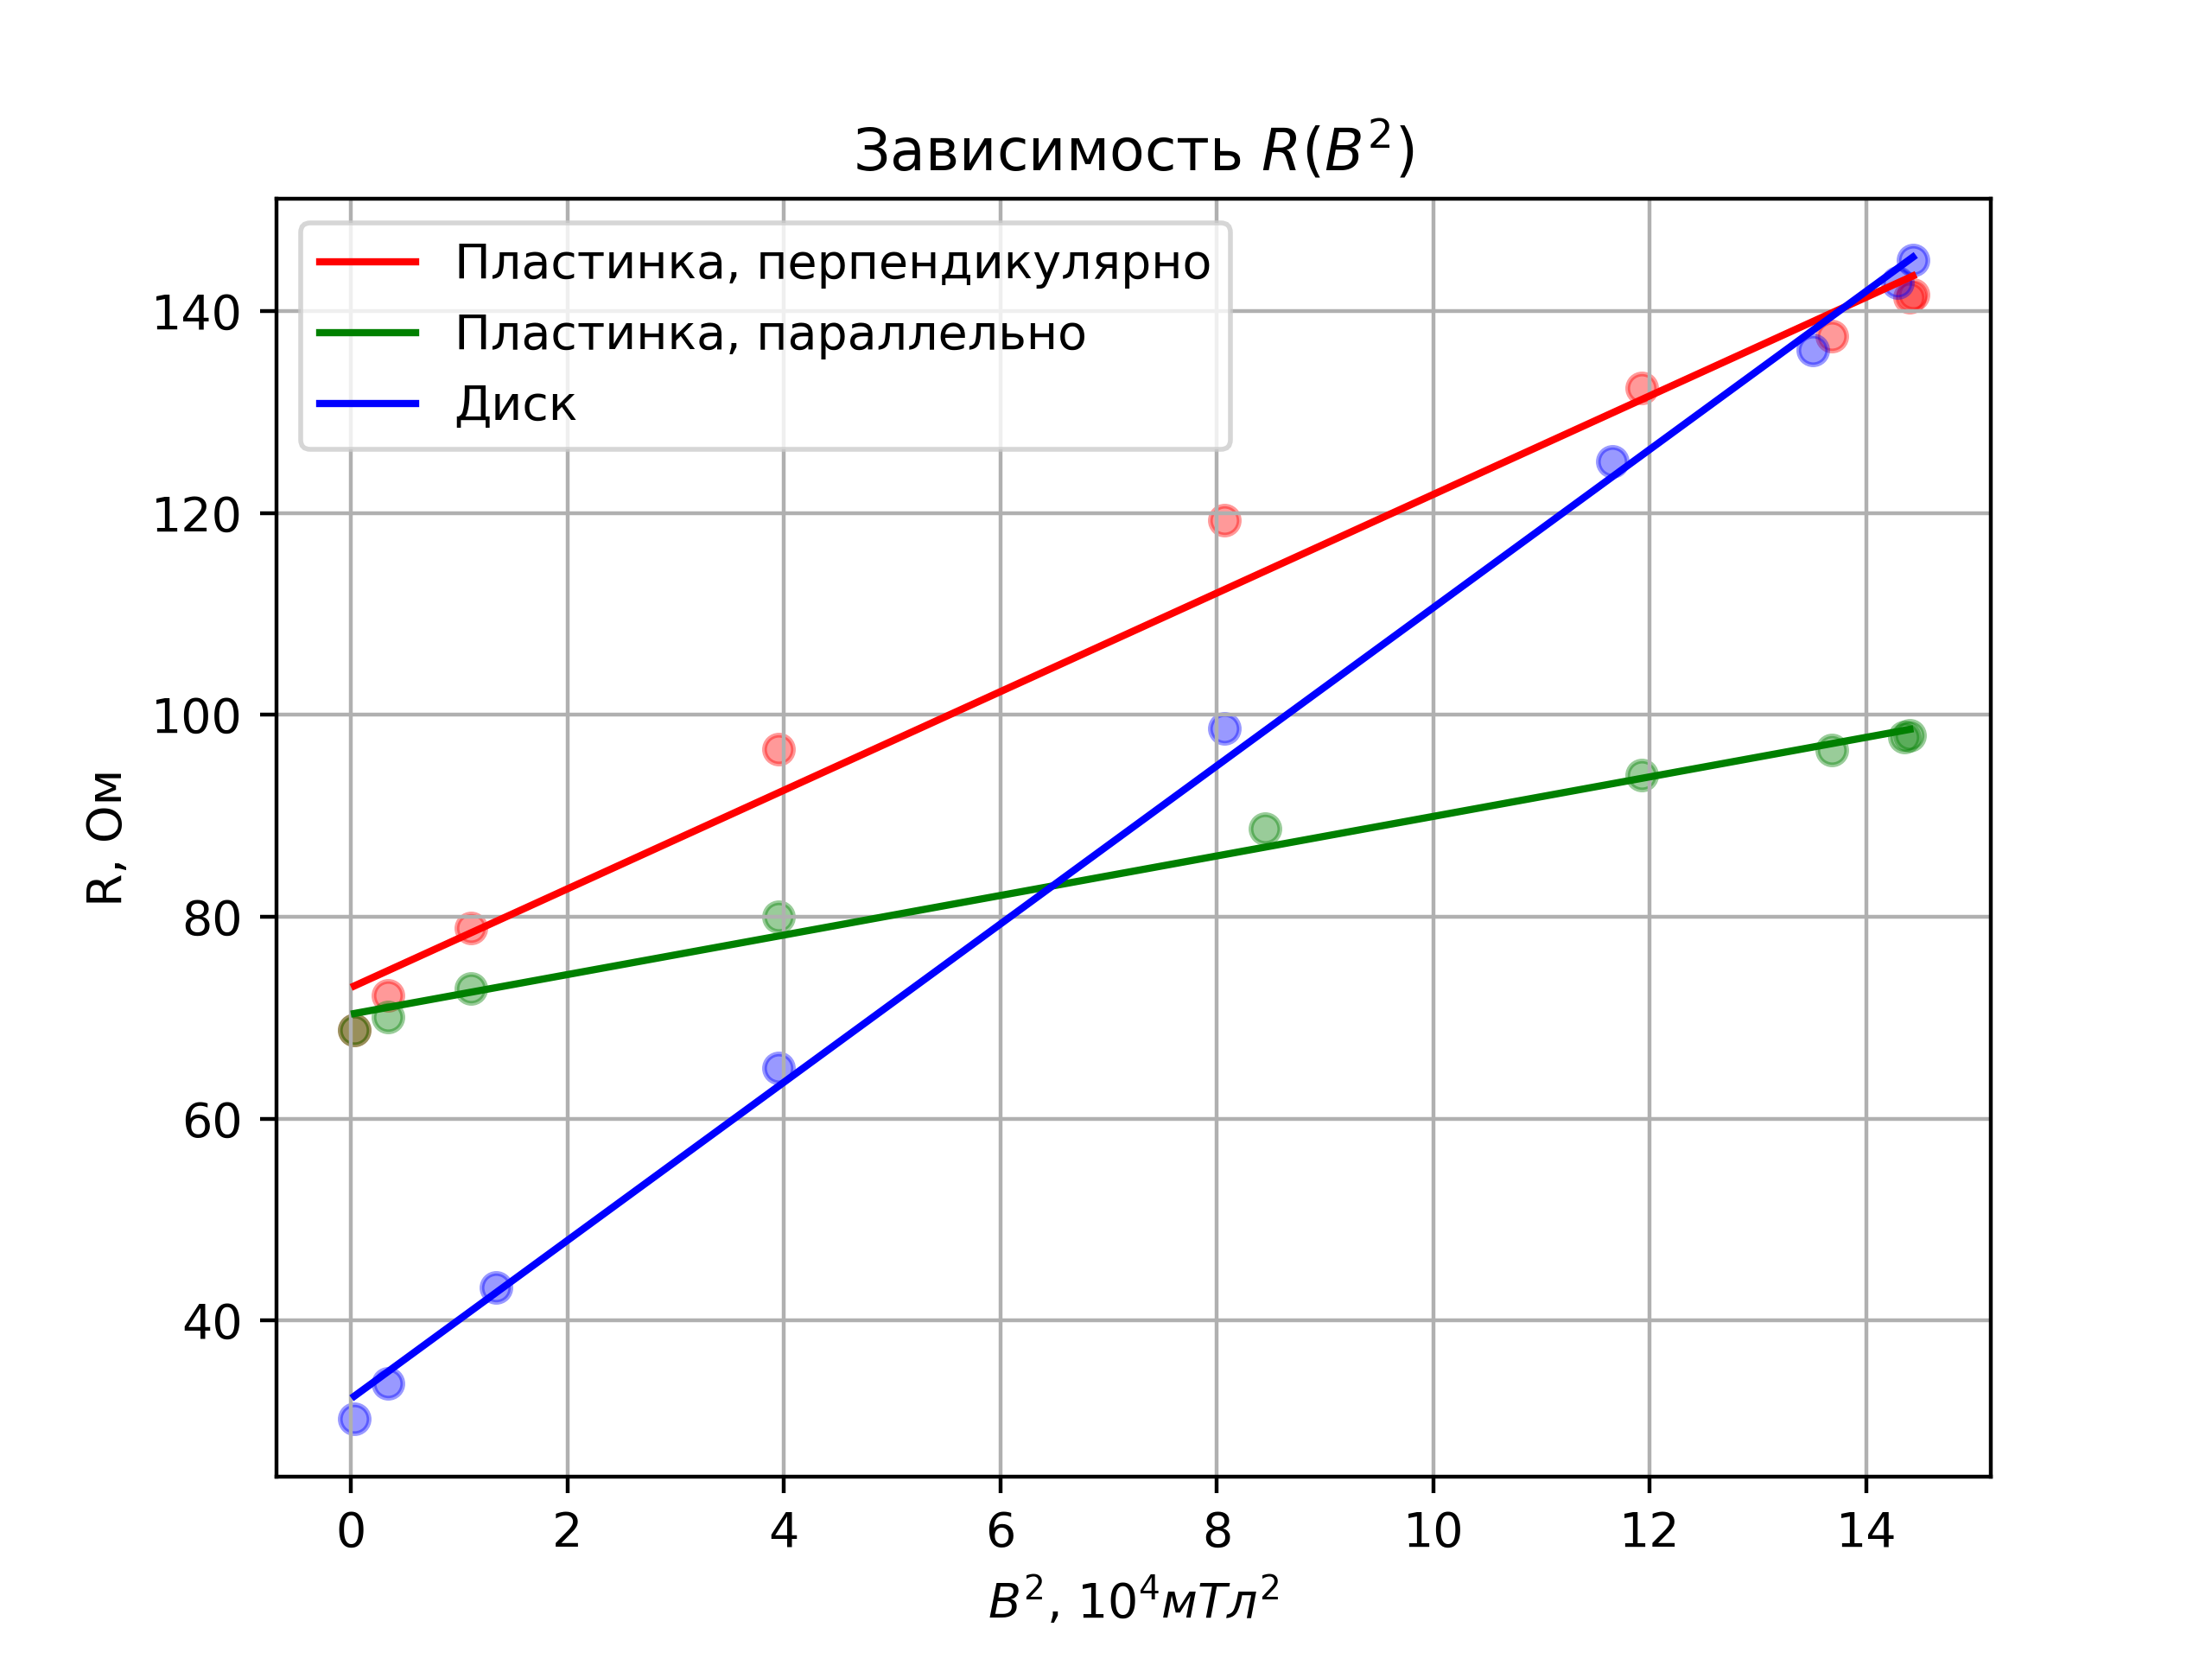 Зависимость R(B²)
Пластинка, перпендикулярно
Пластинка, параллельно
Диск
140
120
100
80
60
40
R, Ом
0 2 4 6 8 10 12 14
B², 10⁴мТл²